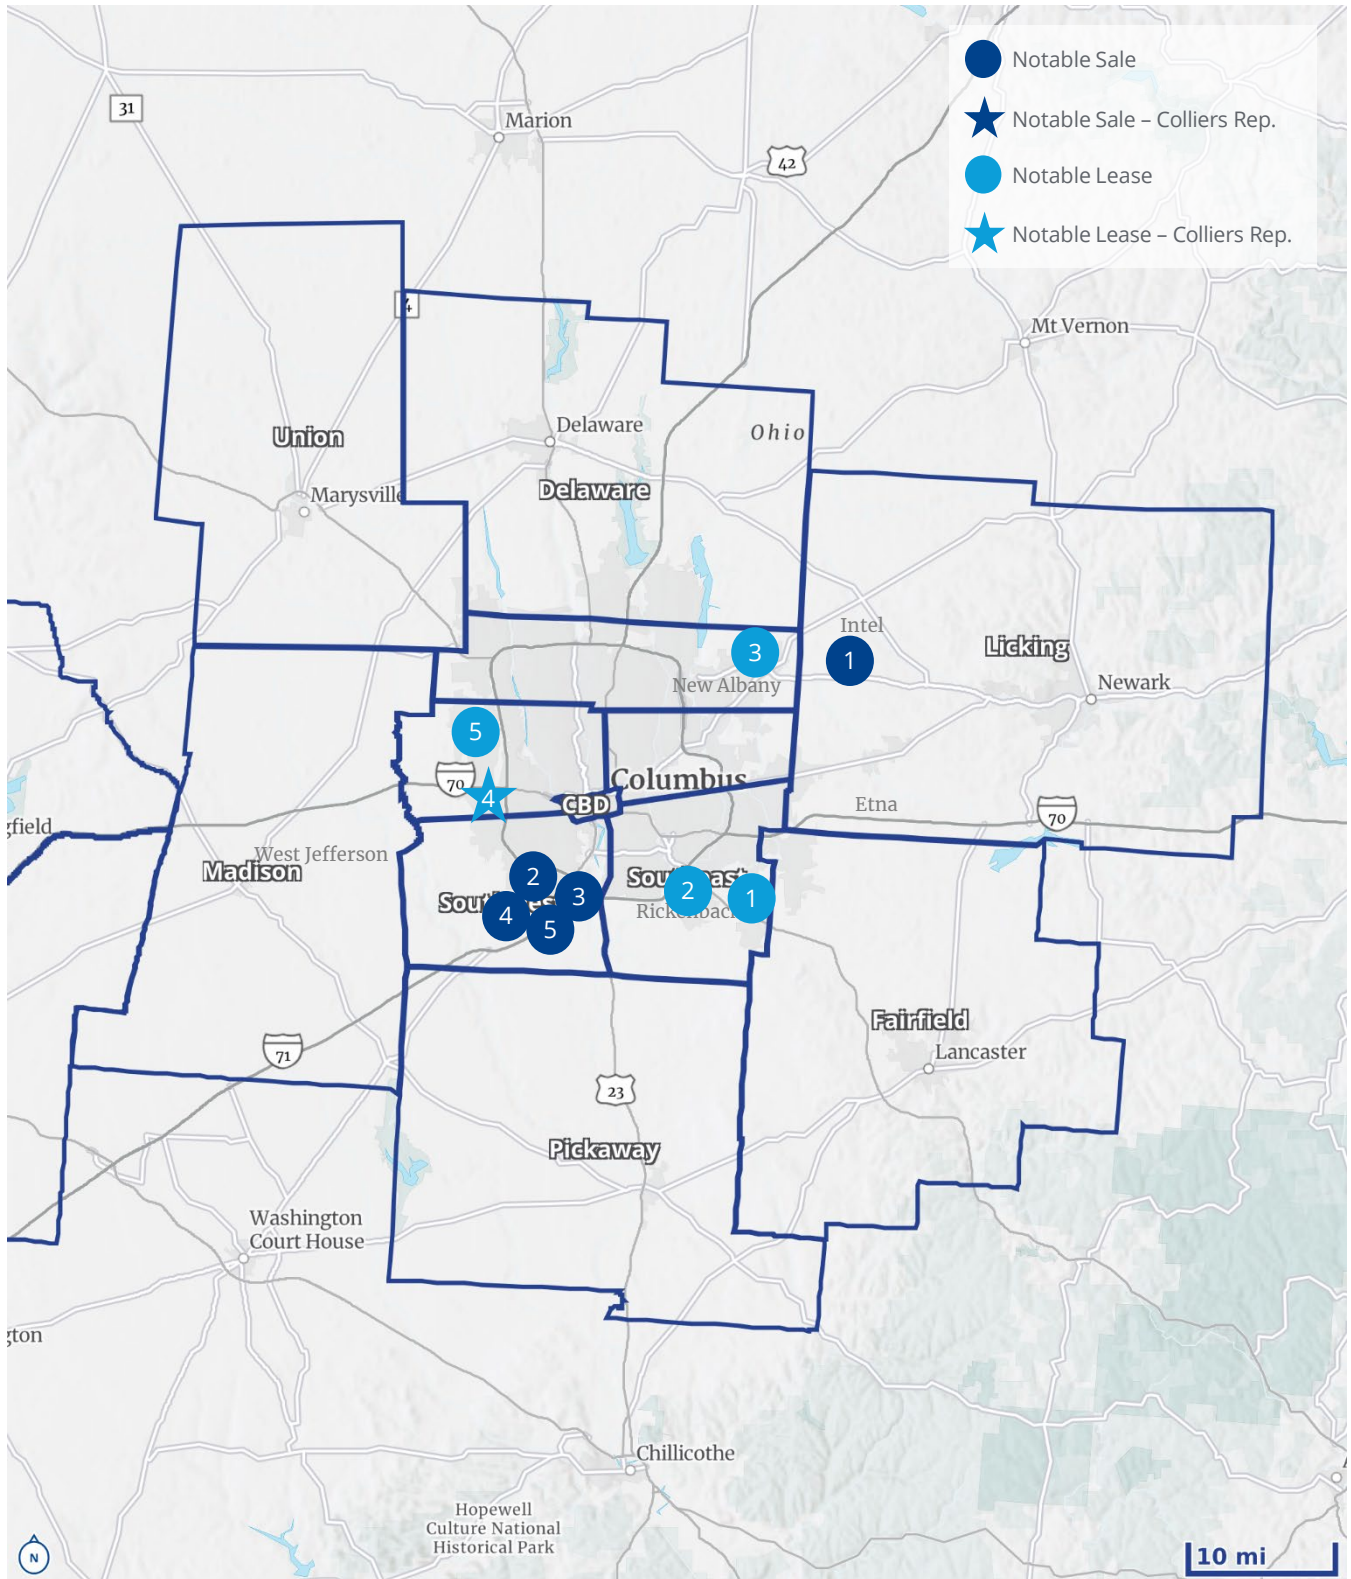 Notable Sale
Notable Sale – Colliers Rep.
Notable Lease
Notable Lease – Colliers Rep.
31
Marion
42
4
Mt Vernon
Union
Delaware
Ohio
Marysville
Delaware
Intel
3
1
Licking
New Albany
Newark
5
70
4
Columbus
CBD
Etna
70
gfield
West Jefferson
Madison
2
3
4
5
2
1
Fairfield
Lancaster
71
23
Pickaway
Washington
Court House
gton
Chillicothe
Hopewell
Culture National
Historical Park
N
10 mi